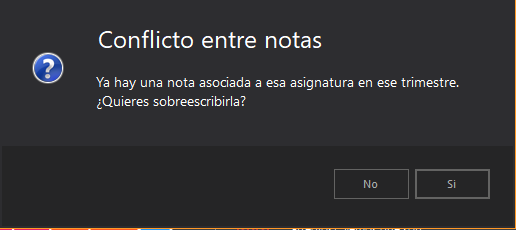 Conflicto entre notas
Ya hay una nota asociada a esa asignatura en ese trimestre.
¿Quieres sobreescribirla?
No
Si